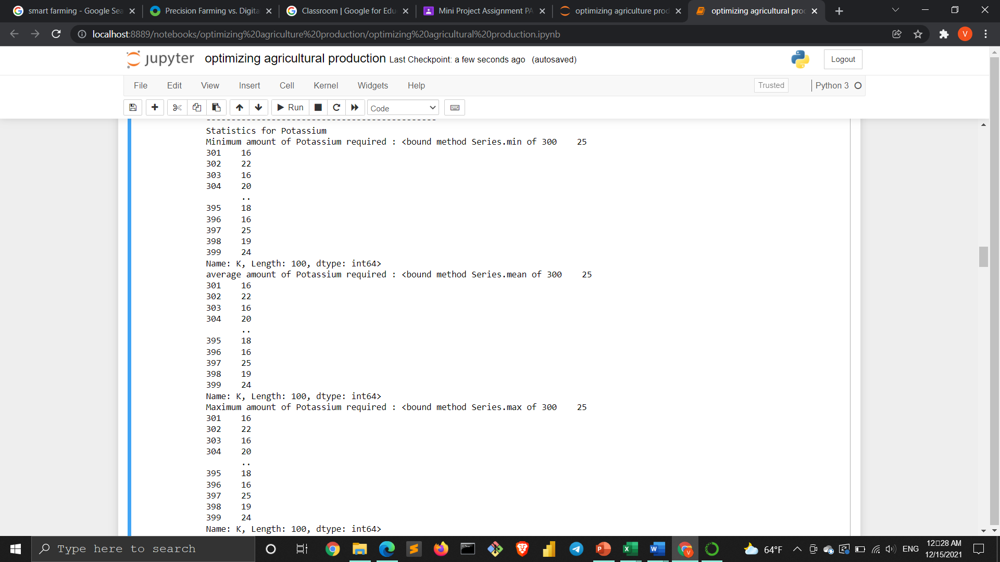 smart farming - Google Sea
Precision Farming vs. Digita
Classroom | Google for Edu
Mini Project Assignment PA
optimizing agriculture prod
optimizing agricultural pro
localhost:8889/notebooks/optimizing%20agriculture%20production/optimizing%20agricultural%20production.ipynb
V
jupyter optimizing agricultural production Last Checkpoint: a few seconds ago (autosaved)
Logout
File Edit View Insert Cell Kernel Widgets Help
Trusted
Python 3
Run
Code
---------------------------------------------- 
Statistics for Potassium
Minimum amount of Potassium required : <bound method Series.min of 300    25
301    16
302    22
303    16
304    20
       ..
395    18
396    16
397    25
398    19
399    24
Name: K, Length: 100, dtype: int64>
average amount of Potassium required : <bound method Series.mean of 300    25
301    16
302    22
303    16
304    20
       ..
395    18
396    16
397    25
398    19
399    24
Name: K, Length: 100, dtype: int64>
Maximum amount of Potassium required : <bound method Series.max of 300    25
301    16
302    22
303    16
304    20
       ..
395    18
396    16
397    25
398    19
399    24
Name: K, Length: 100, dtype: int64>
Type here to search
64°F
ENG
12▯28 AM
12/15/2021